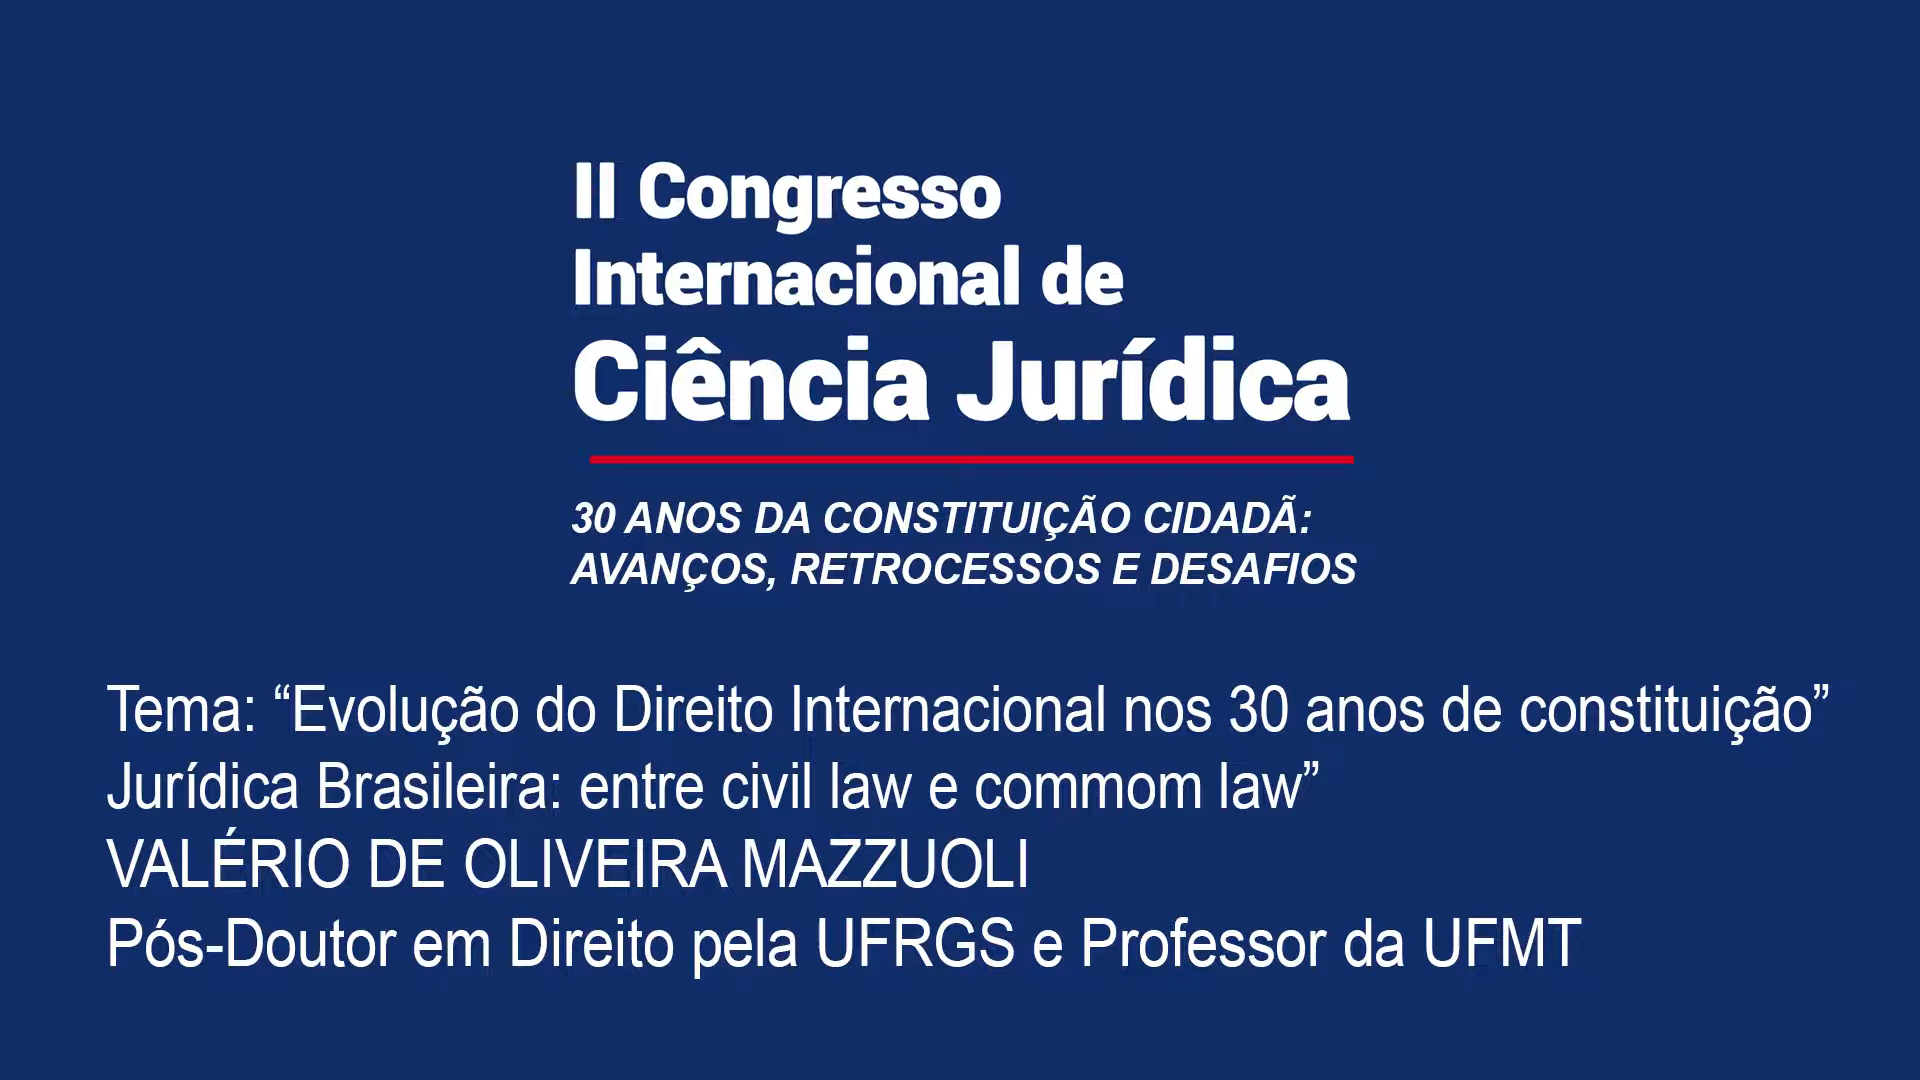 II Congresso
Internacional de
Ciência Jurídica
30 ANOS DA CONSTITUIÇÃO CIDADÃ:
AVANÇOS, RETROCESSOS E DESAFIOS
Tema: “Evolução do Direito Internacional nos 30 anos de constituição”
Jurídica Brasileira: entre civil law e commom law”
VALÉRIO DE OLIVEIRA MAZZUOLI
Pós-Doutor em Direito pela UFRGS e Professor da UFMT